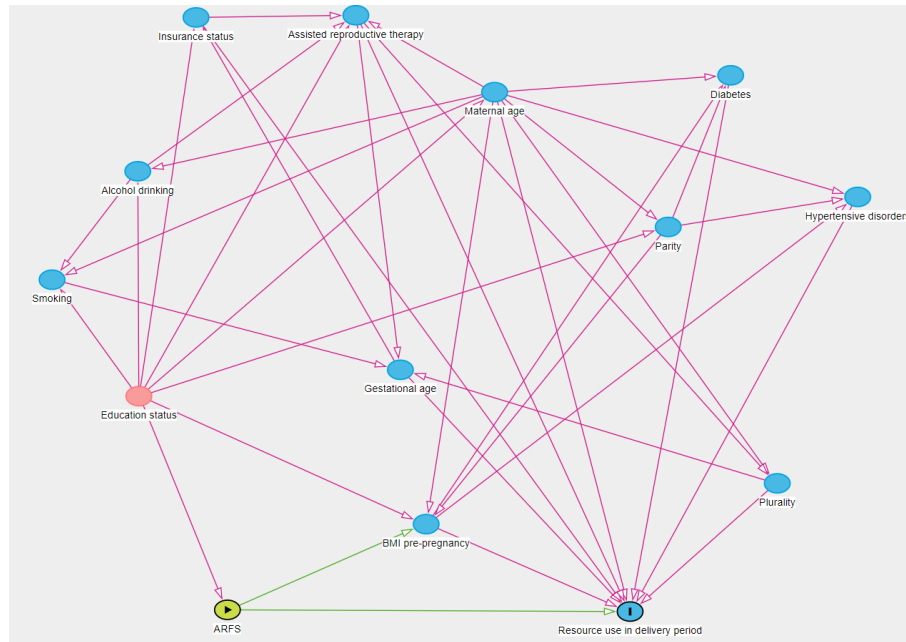 Insurance status
Assisted reproductive therapy
Diabetes
Maternal age
Alcohol drinking
Hypertensive disorders
Parity
Smoking
Gestational age
Education status
Plurality
BMI pre-pregnancy
ARFS
Resource use in delivery period